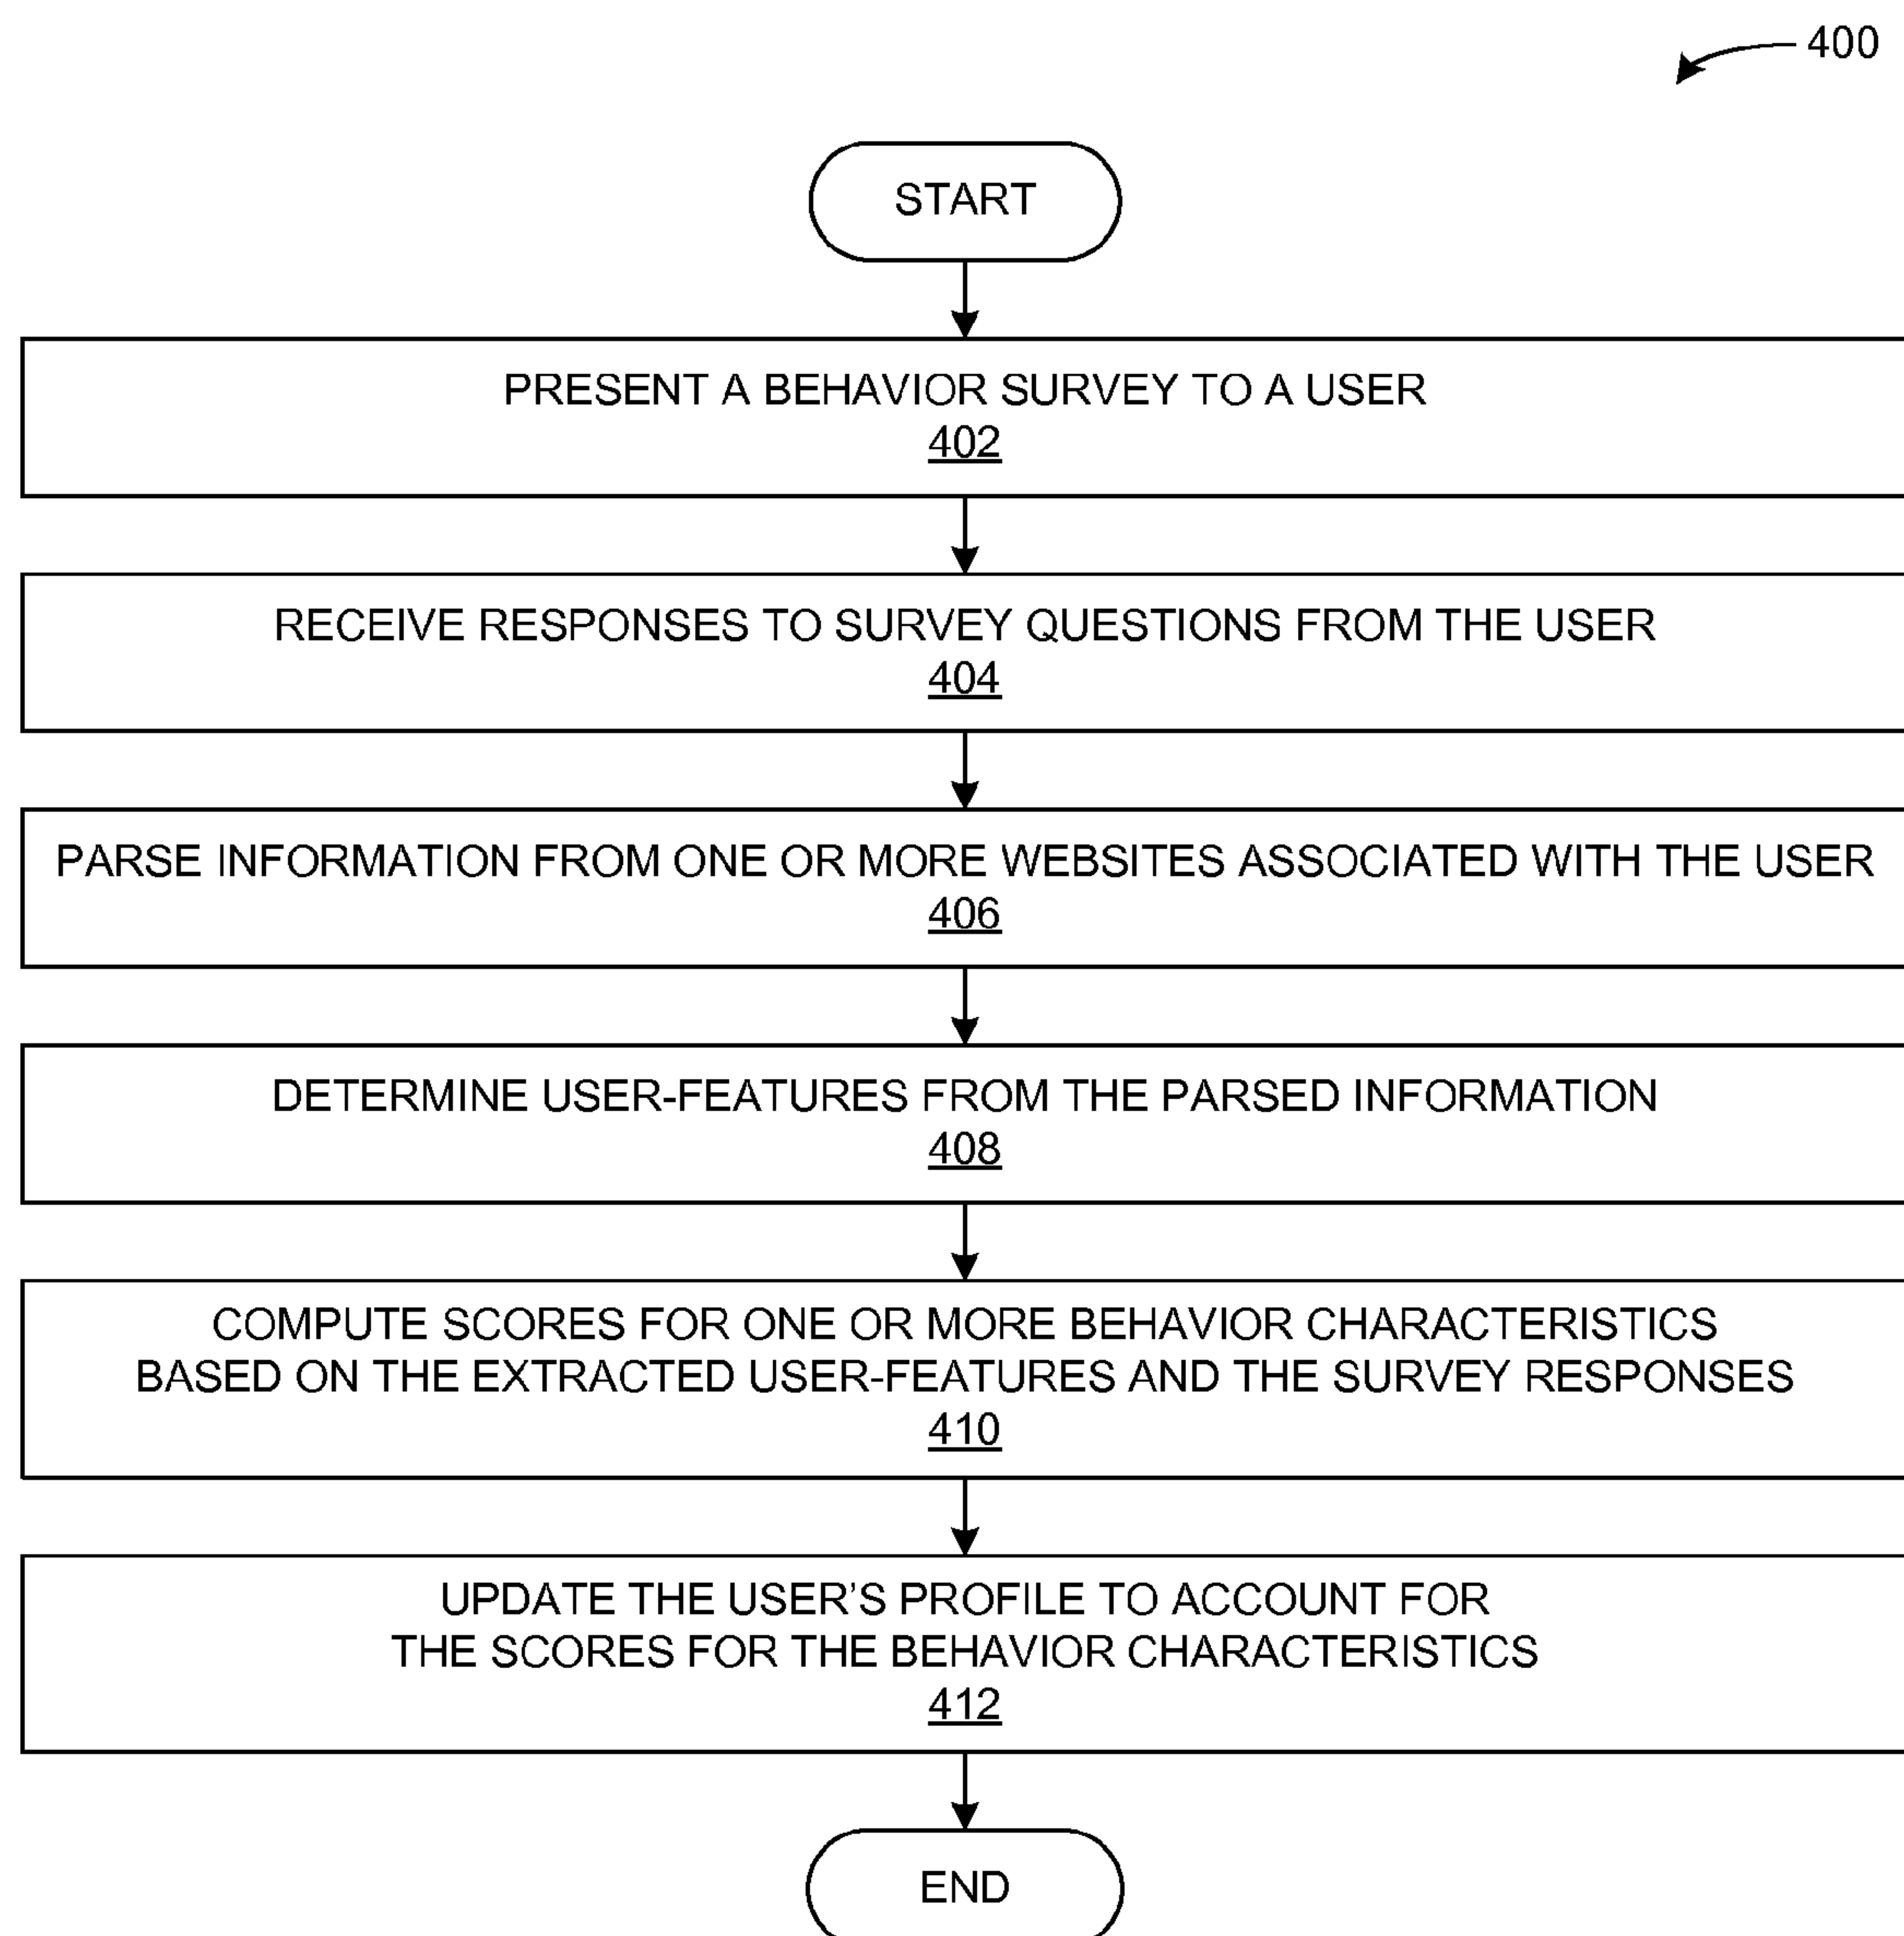 400
START
PRESENT A BEHAVIOR SURVEY TO A USER
402
RECEIVE RESPONSES TO SURVEY QUESTIONS FROM THE USER
404
PARSE INFORMATION FROM ONE OR MORE WEBSITES ASSOCIATED WITH THE USER
406
DETERMINE USER-FEATURES FROM THE PARSED INFORMATION
408
COMPUTE SCORES FOR ONE OR MORE BEHAVIOR CHARACTERISTICS
BASED ON THE EXTRACTED USER-FEATURES AND THE SURVEY RESPONSES
410
UPDATE THE USER’S PROFILE TO ACCOUNT FOR
THE SCORES FOR THE BEHAVIOR CHARACTERISTICS
412
END